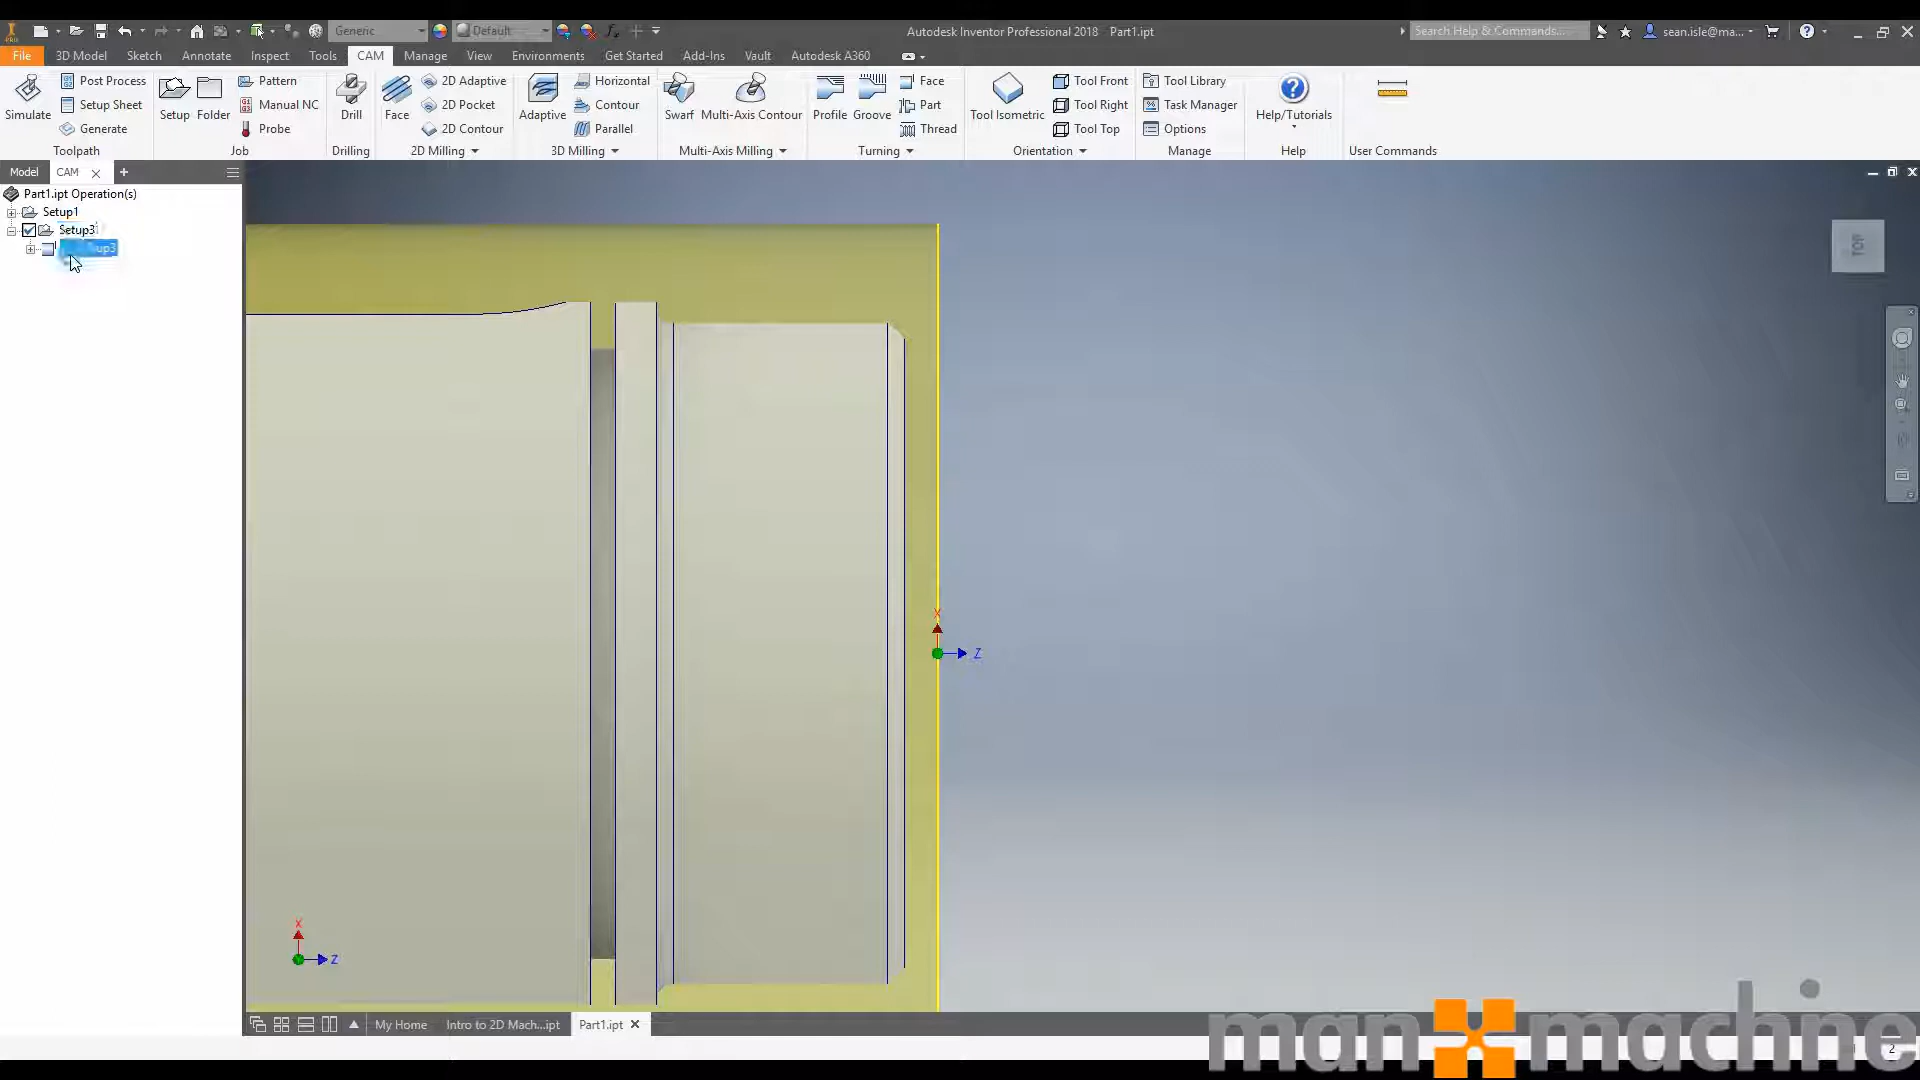 Generic
Default
Autodesk Inventor Professional 2018 Part1.ipt
Search Help & Commands...
sean.isle@ma...
File 3D Model Sketch Annotate Inspect Tools CAM Manage View Environments Get Started Add-Ins Vault Autodesk A360
Simulate
Post Process
Setup Sheet
Generate
Toolpath
Setup
Folder
Pattern
Manual NC
Probe
Job
Drill
Drilling
Face
2D Adaptive
2D Pocket
2D Contour
2D Milling
Adaptive
Horizontal
Contour
Parallel
3D Milling
Swarf
Multi-Axis Contour
Multi-Axis Milling
Profile
Groove
Face
Part
Thread
Turning
Tool Isometric
Tool Front
Tool Right
Tool Top
Orientation
Tool Library
Task Manager
Options
Manage
Help/Tutorials
Help
User Commands
Model CAM
Part1.ipt Operation(s)
Setup1
Setup3
TOP
X
Z
X
Z
My Home
Intro to 2D Mach...ipt
Part1.ipt
man machine
2